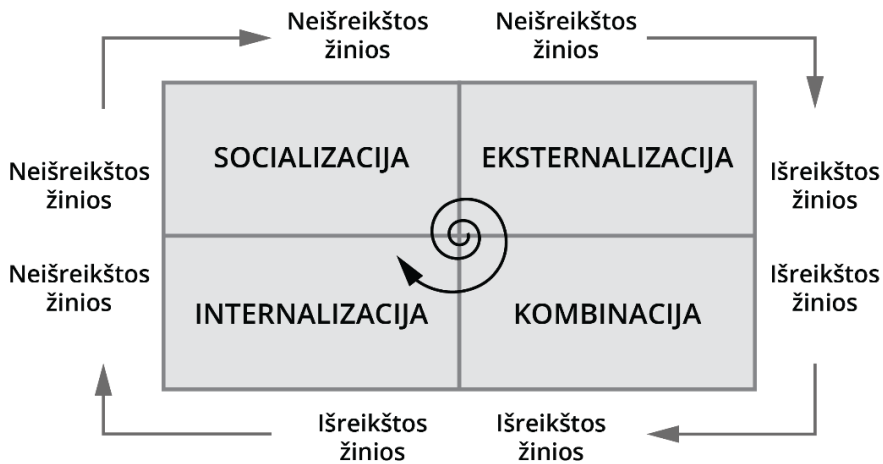 Neišreikštos
žinios
Neišreikštos
žinios
Neišreikštos
žinios
SOCIALIZACIJA
EKSTERNALIZACIJA
Išreikštos
žinios
Neišreikštos
žinios
INTERNALIZACIJA
KOMBINACIJA
Išreikštos
žinios
Išreikštos
žinios
Išreikštos
žinios